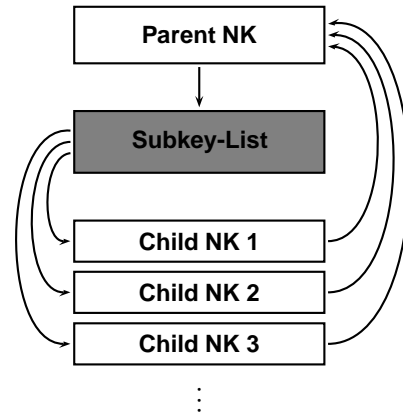 Parent NK
Subkey-List
Child NK 1
Child NK 2
Child NK 3
⋮